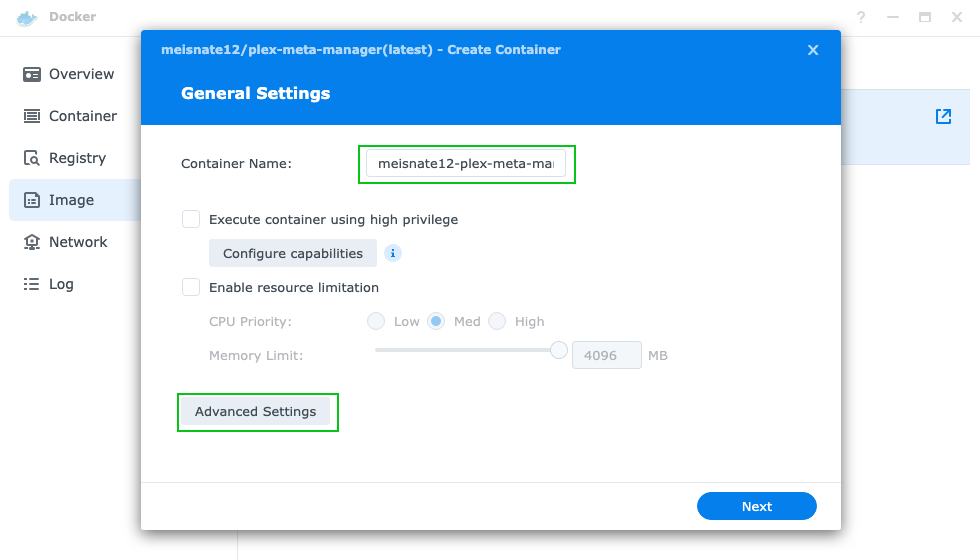 Docker
?
meisnate12/plex-meta-manager(latest) - Create Container
General Settings
Overview
Container
Registry
Image
Network
Log
Container Name: meisnate12-plex-meta-ma
Execute container using high privilege
Configure capabilities i
Enable resource limitation
CPU Priority: Low Med High
Memory Limit: 4096 MB
Advanced Settings
Next